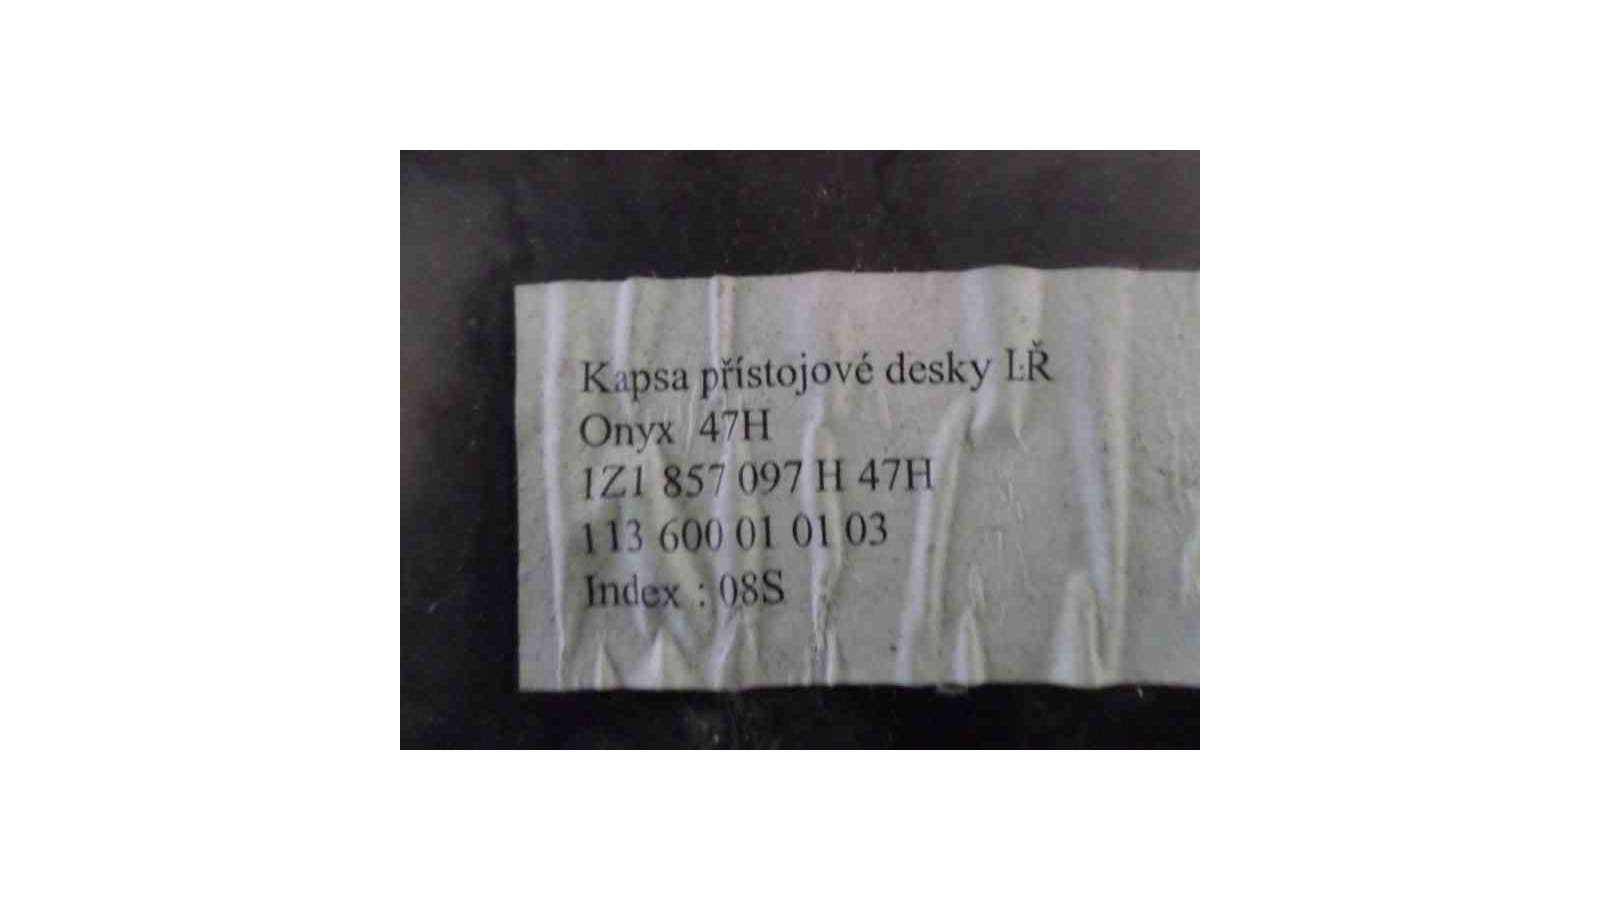 Kapsa přístojové desky LŘ
Onyx 47H
1Z1 857 097 H 47H
113 600 01 01 03
Index : 08S